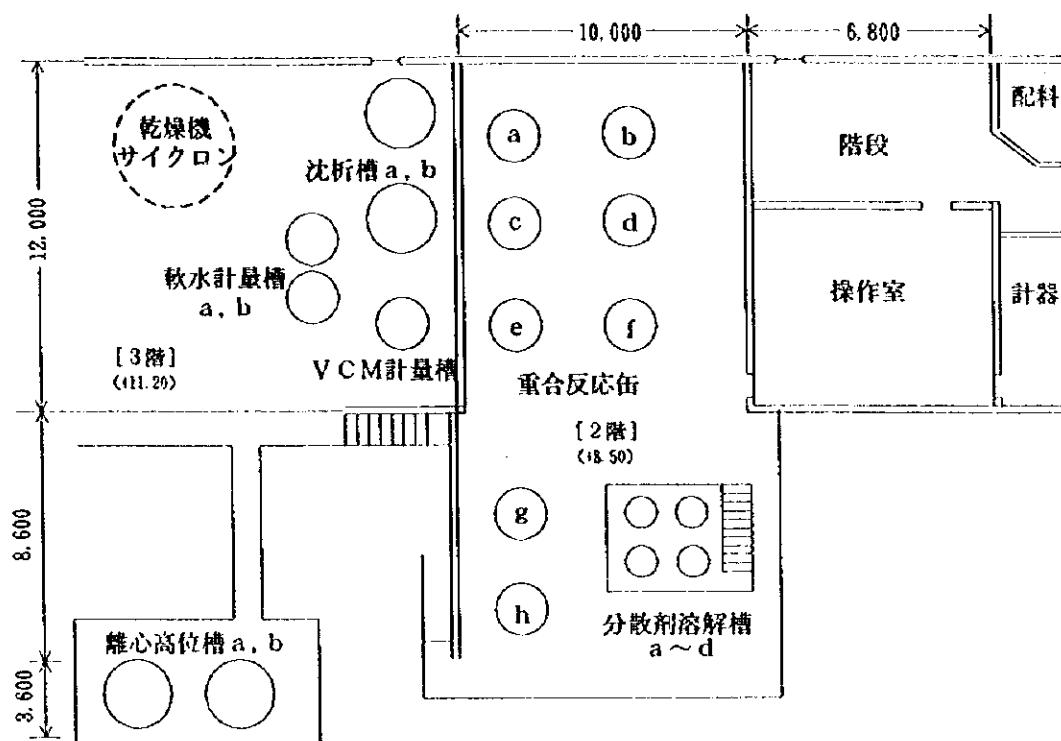 10,000
6,800
乾燥機
サイクロン
沈析槽a, b
a
b
階段
配料
12,000
c
d
軟水計量槽
a, b
操作室
計器
e
f
[3階]
(+11.20)
VCM計量槽
重合反応缶
[2階]
(+8.50)
8,600
g
h
離心高位槽a, b
分散剤溶解槽
a～d
3,600